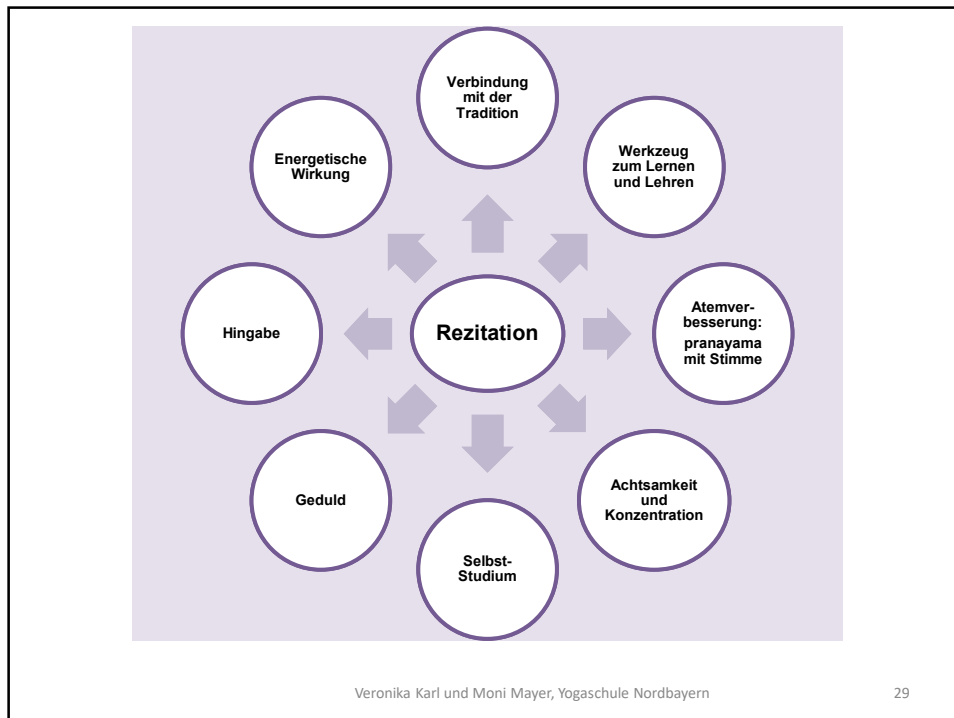 Verbindung
mit der
Tradition
Werkzeug
zum Lernen
und Lehren
Atemver-
besserung:
pranayama
mit Stimme
Achtsamkeit
und
Konzentration
Selbst-
Studium
Geduld
Hingabe
Energetische
Wirkung
Rezitation
Veronika Karl und Moni Mayer, Yogaschule Nordbayern
29